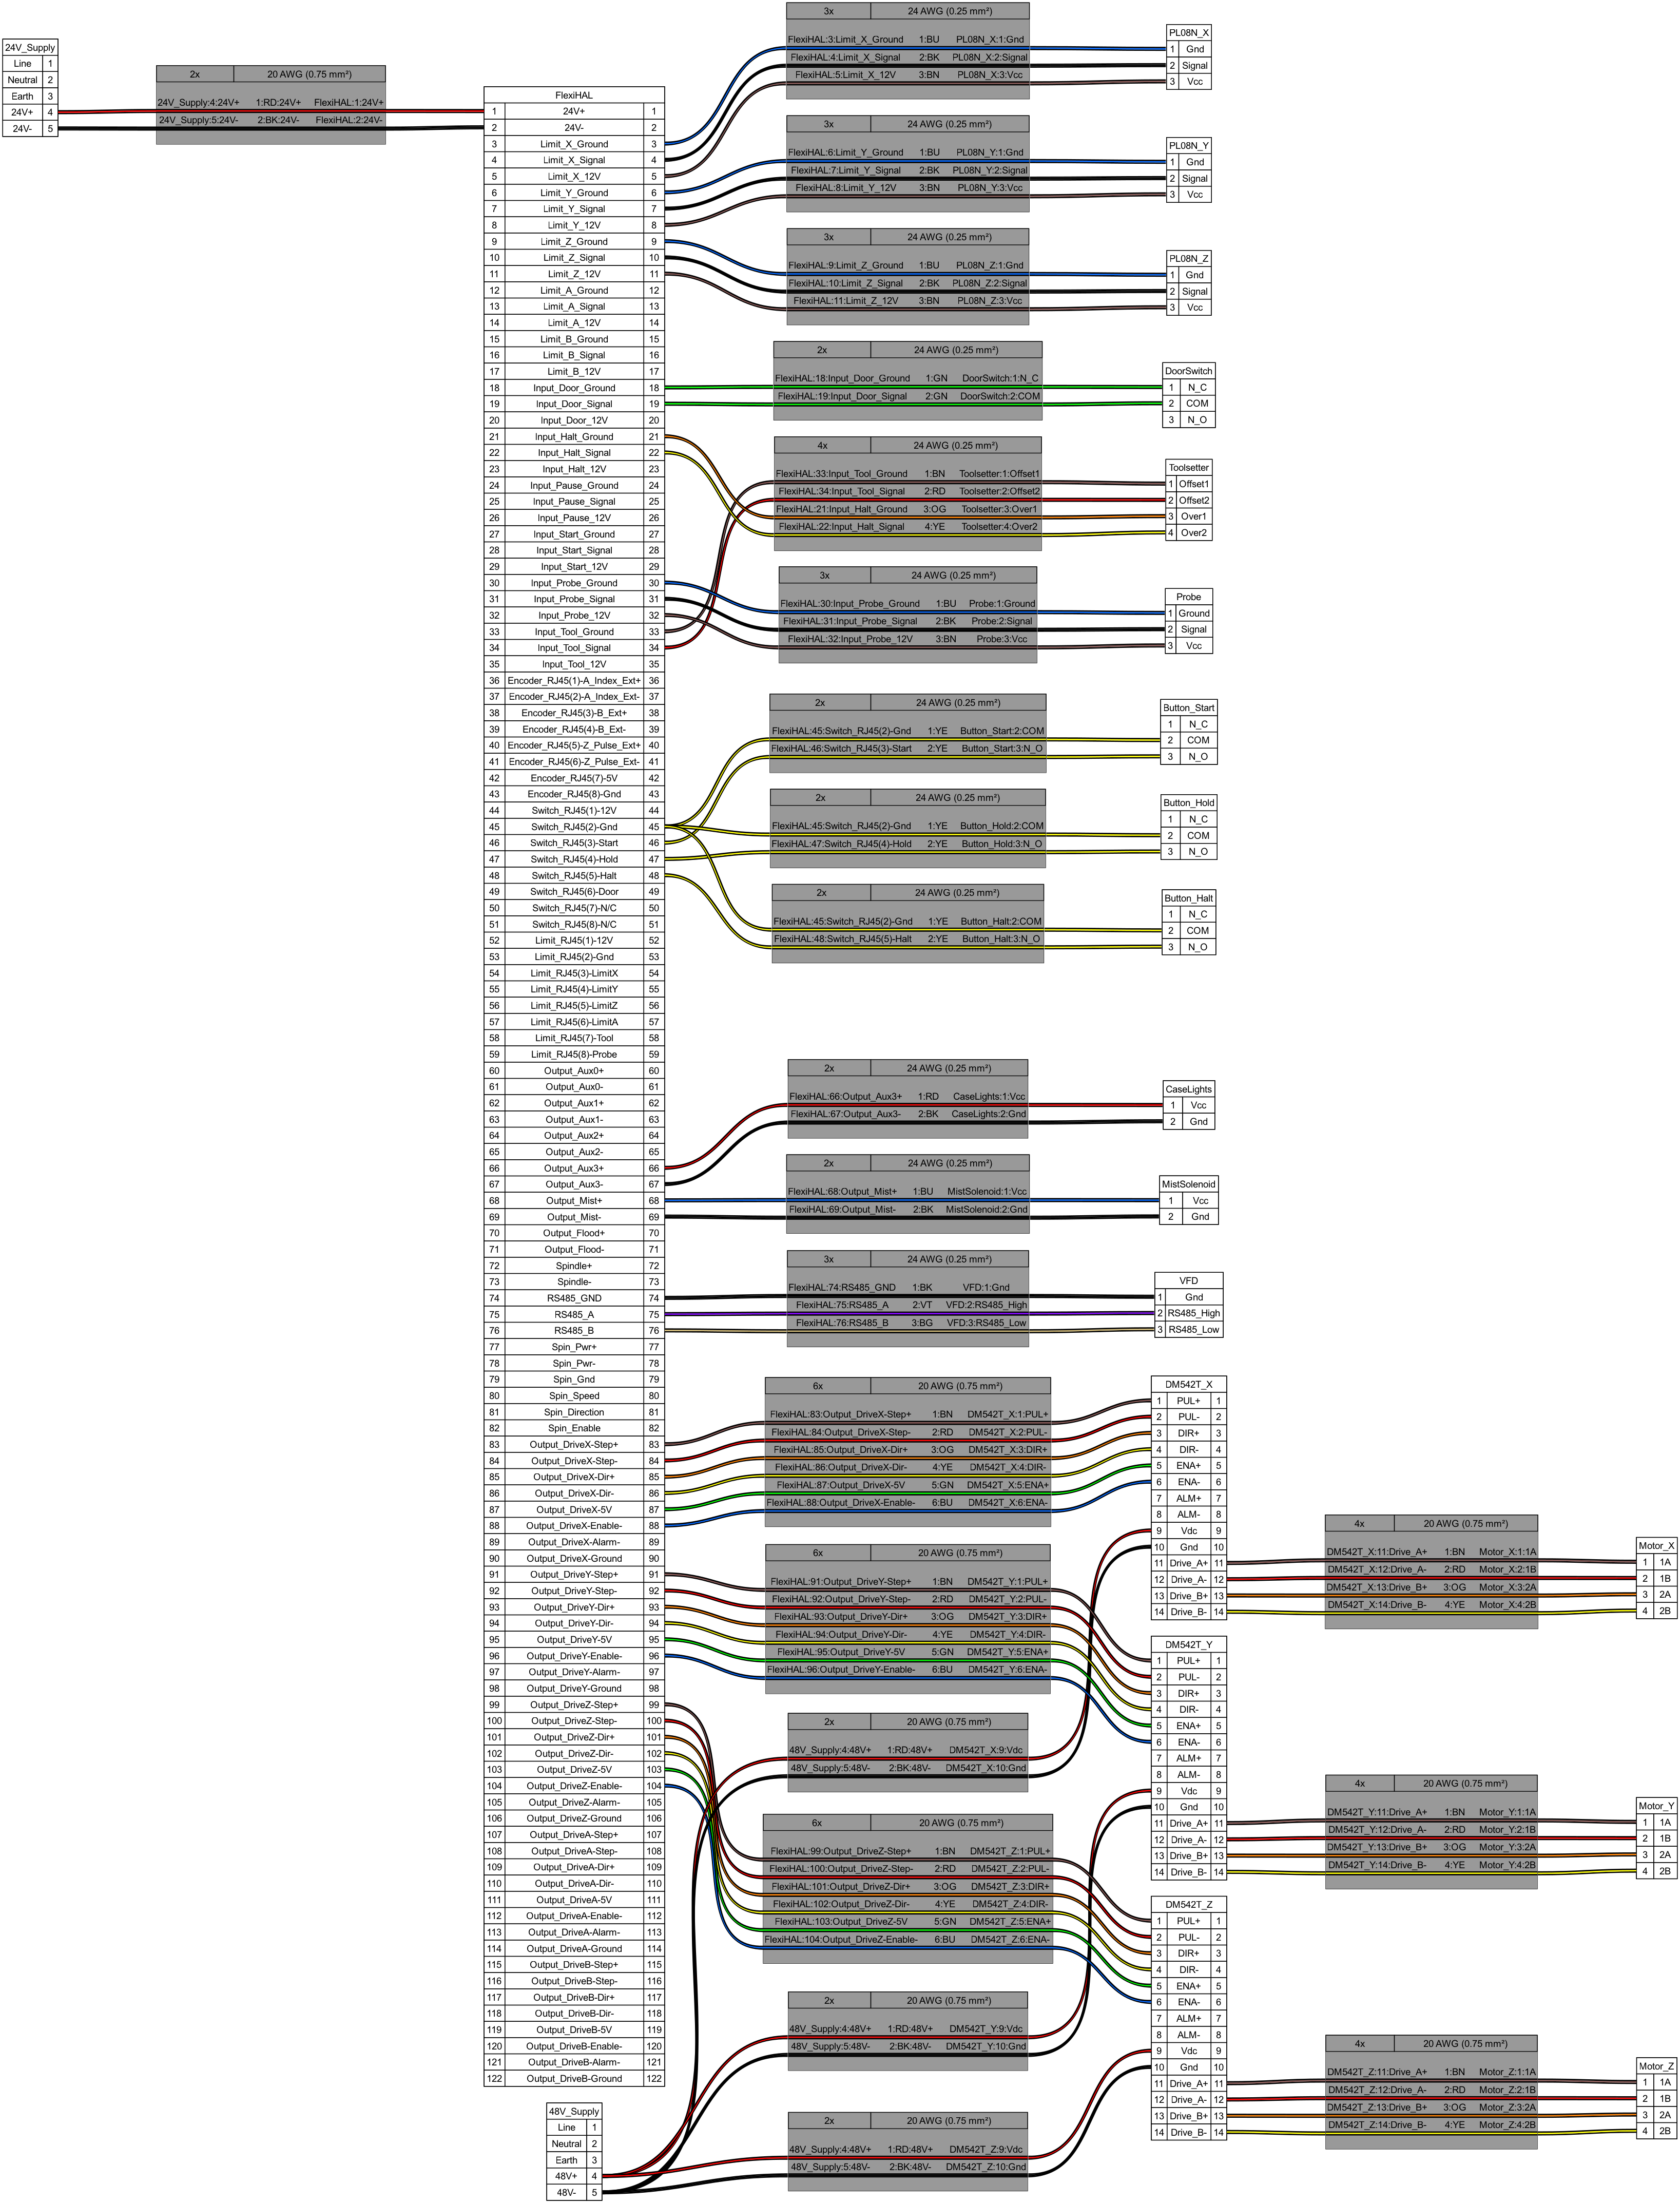 24V_Supply
Line 1
Neutral 2
Earth 3
24V+ 4
24V- 5
2x 20 AWG (0.75 mm²)
24V_Supply:4:24V+ 1:RD:24V+ FlexiHAL:1:24V+
24V_Supply:5:24V- 2:BK:24V- FlexiHAL:2:24V-
FlexiHAL
1 24V+ 1
2 24V- 2
3 Limit_X_Ground 3
4 Limit_X_Signal 4
5 Limit_X_12V 5
6 Limit_Y_Ground 6
7 Limit_Y_Signal 7
8 Limit_Y_12V 8
9 Limit_Z_Ground 9
10 Limit_Z_Signal 10
11 Limit_Z_12V 11
12 Limit_A_Ground 12
13 Limit_A_Signal 13
14 Limit_A_12V 14
15 Limit_B_Ground 15
16 Limit_B_Signal 16
17 Limit_B_12V 17
18 Input_Door_Ground 18
19 Input_Door_Signal 19
20 Input_Door_12V 20
21 Input_Halt_Ground 21
22 Input_Halt_Signal 22
23 Input_Halt_12V 23
24 Input_Pause_Ground 24
25 Input_Pause_Signal 25
26 Input_Pause_12V 26
27 Input_Start_Ground 27
28 Input_Start_Signal 28
29 Input_Start_12V 29
30 Input_Probe_Ground 30
31 Input_Probe_Signal 31
32 Input_Probe_12V 32
33 Input_Tool_Ground 33
34 Input_Tool_Signal 34
35 Input_Tool_12V 35
36 Encoder_RJ45(1)-A_Index_Ext+ 36
37 Encoder_RJ45(2)-A_Index_Ext- 37
38 Encoder_RJ45(3)-B_Ext+ 38
39 Encoder_RJ45(4)-B_Ext- 39
40 Encoder_RJ45(5)-Z_Pulse_Ext+ 40
41 Encoder_RJ45(6)-Z_Pulse_Ext- 41
42 Encoder_RJ45(7)-5V 42
43 Encoder_RJ45(8)-Gnd 43
44 Switch_RJ45(1)-12V 44
45 Switch_RJ45(2)-Gnd 45
46 Switch_RJ45(3)-Start 46
47 Switch_RJ45(4)-Hold 47
48 Switch_RJ45(5)-Halt 48
49 Switch_RJ45(6)-Door 49
50 Switch_RJ45(7)-N/C 50
51 Switch_RJ45(8)-N/C 51
52 Limit_RJ45(1)-12V 52
53 Limit_RJ45(2)-Gnd 53
54 Limit_RJ45(3)-LimitX 54
55 Limit_RJ45(4)-LimitY 55
56 Limit_RJ45(5)-LimitZ 56
57 Limit_RJ45(6)-LimitA 57
58 Limit_RJ45(7)-Tool 58
59 Limit_RJ45(8)-Probe 59
60 Output_Aux0+ 60
61 Output_Aux0- 61
62 Output_Aux1+ 62
63 Output_Aux1- 63
64 Output_Aux2+ 64
65 Output_Aux2- 65
66 Output_Aux3+ 66
67 Output_Aux3- 67
68 Output_Mist+ 68
69 Output_Mist- 69
70 Output_Flood+ 70
71 Output_Flood- 71
72 Spindle+ 72
73 Spindle- 73
74 RS485_GND 74
75 RS485_A 75
76 RS485_B 76
77 Spin_Pwr+ 77
78 Spin_Pwr- 78
79 Spin_Gnd 79
80 Spin_Speed 80
81 Spin_Direction 81
82 Spin_Enable 82
83 Output_DriveX-Step+ 83
84 Output_DriveX-Step- 84
85 Output_DriveX-Dir+ 85
86 Output_DriveX-Dir- 86
87 Output_DriveX-5V 87
88 Output_DriveX-Enable- 88
89 Output_DriveX-Alarm- 89
90 Output_DriveX-Ground 90
91 Output_DriveY-Step+ 91
92 Output_DriveY-Step- 92
93 Output_DriveY-Dir+ 93
94 Output_DriveY-Dir- 94
95 Output_DriveY-5V 95
96 Output_DriveY-Enable- 96
97 Output_DriveY-Alarm- 97
98 Output_DriveY-Ground 98
99 Output_DriveZ-Step+ 99
100 Output_DriveZ-Step- 100
101 Output_DriveZ-Dir+ 101
102 Output_DriveZ-Dir- 102
103 Output_DriveZ-5V 103
104 Output_DriveZ-Enable- 104
105 Output_DriveZ-Alarm- 105
106 Output_DriveZ-Ground 106
107 Output_DriveA-Step+ 107
108 Output_DriveA-Step- 108
109 Output_DriveA-Dir+ 109
110 Output_DriveA-Dir- 110
111 Output_DriveA-5V 111
112 Output_DriveA-Enable- 112
113 Output_DriveA-Alarm- 113
114 Output_DriveA-Ground 114
115 Output_DriveB-Step+ 115
116 Output_DriveB-Step- 116
117 Output_DriveB-Dir+ 117
118 Output_DriveB-Dir- 118
119 Output_DriveB-5V 119
120 Output_DriveB-Enable- 120
121 Output_DriveB-Alarm- 121
122 Output_DriveB-Ground 122
48V_Supply
Line 1
Neutral 2
Earth 3
48V+ 4
48V- 5
3x 24 AWG (0.25 mm²)
FlexiHAL:3:Limit_X_Ground 1:BU PL08N_X:1:Gnd
FlexiHAL:4:Limit_X_Signal 2:BK PL08N_X:2:Signal
FlexiHAL:5:Limit_X_12V 3:BN PL08N_X:3:Vcc
PL08N_X
1 Gnd
2 Signal
3 Vcc
3x 24 AWG (0.25 mm²)
FlexiHAL:6:Limit_Y_Ground 1:BU PL08N_Y:1:Gnd
FlexiHAL:7:Limit_Y_Signal 2:BK PL08N_Y:2:Signal
FlexiHAL:8:Limit_Y_12V 3:BN PL08N_Y:3:Vcc
PL08N_Y
1 Gnd
2 Signal
3 Vcc
3x 24 AWG (0.25 mm²)
FlexiHAL:9:Limit_Z_Ground 1:BU PL08N_Z:1:Gnd
FlexiHAL:10:Limit_Z_Signal 2:BK PL08N_Z:2:Signal
FlexiHAL:11:Limit_Z_12V 3:BN PL08N_Z:3:Vcc
PL08N_Z
1 Gnd
2 Signal
3 Vcc
2x 24 AWG (0.25 mm²)
FlexiHAL:18:Input_Door_Ground 1:GN DoorSwitch:1:N_C
FlexiHAL:19:Input_Door_Signal 2:GN DoorSwitch:2:COM
DoorSwitch
1 N_C
2 COM
3 N_O
4x 24 AWG (0.25 mm²)
FlexiHAL:33:Input_Tool_Ground 1:BN Toolsetter:1:Offset1
FlexiHAL:34:Input_Tool_Signal 2:RD Toolsetter:2:Offset2
FlexiHAL:21:Input_Halt_Ground 3:OG Toolsetter:3:Over1
FlexiHAL:22:Input_Halt_Signal 4:YE Toolsetter:4:Over2
Toolsetter
1 Offset1
2 Offset2
3 Over1
4 Over2
3x 24 AWG (0.25 mm²)
FlexiHAL:30:Input_Probe_Ground 1:BU Probe:1:Ground
FlexiHAL:31:Input_Probe_Signal 2:BK Probe:2:Signal
FlexiHAL:32:Input_Probe_12V 3:BN Probe:3:Vcc
Probe
1 Ground
2 Signal
3 Vcc
2x 24 AWG (0.25 mm²)
FlexiHAL:45:Switch_RJ45(2)-Gnd 1:YE Button_Start:2:COM
FlexiHAL:46:Switch_RJ45(3)-Start 2:YE Button_Start:3:N_O
Button_Start
1 N_C
2 COM
3 N_O
2x 24 AWG (0.25 mm²)
FlexiHAL:45:Switch_RJ45(2)-Gnd 1:YE Button_Hold:2:COM
FlexiHAL:47:Switch_RJ45(4)-Hold 2:YE Button_Hold:3:N_O
Button_Hold
1 N_C
2 COM
3 N_O
2x 24 AWG (0.25 mm²)
FlexiHAL:45:Switch_RJ45(2)-Gnd 1:YE Button_Halt:2:COM
FlexiHAL:48:Switch_RJ45(5)-Halt 2:YE Button_Halt:3:N_O
Button_Halt
1 N_C
2 COM
3 N_O
2x 24 AWG (0.25 mm²)
FlexiHAL:66:Output_Aux3+ 1:RD CaseLights:1:Vcc
FlexiHAL:67:Output_Aux3- 2:BK CaseLights:2:Gnd
CaseLights
1 Vcc
2 Gnd
2x 24 AWG (0.25 mm²)
FlexiHAL:68:Output_Mist+ 1:BU MistSolenoid:1:Vcc
FlexiHAL:69:Output_Mist- 2:BK MistSolenoid:2:Gnd
MistSolenoid
1 Vcc
2 Gnd
3x 24 AWG (0.25 mm²)
FlexiHAL:74:RS485_GND 1:BK VFD:1:Gnd
FlexiHAL:75:RS485_A 2:VT VFD:2:RS485_High
FlexiHAL:76:RS485_B 3:BG VFD:3:RS485_Low
VFD
1 Gnd
2 RS485_High
3 RS485_Low
6x 20 AWG (0.75 mm²)
FlexiHAL:83:Output_DriveX-Step+ 1:BN DM542T_X:1:PUL+
FlexiHAL:84:Output_DriveX-Step- 2:RD DM542T_X:2:PUL-
FlexiHAL:85:Output_DriveX-Dir+ 3:OG DM542T_X:3:DIR+
FlexiHAL:86:Output_DriveX-Dir- 4:YE DM542T_X:4:DIR-
FlexiHAL:87:Output_DriveX-5V 5:GN DM542T_X:5:ENA+
FlexiHAL:88:Output_DriveX-Enable- 6:BU DM542T_X:6:ENA-
6x 20 AWG (0.75 mm²)
FlexiHAL:91:Output_DriveY-Step+ 1:BN DM542T_Y:1:PUL+
FlexiHAL:92:Output_DriveY-Step- 2:RD DM542T_Y:2:PUL-
FlexiHAL:93:Output_DriveY-Dir+ 3:OG DM542T_Y:3:DIR+
FlexiHAL:94:Output_DriveY-Dir- 4:YE DM542T_Y:4:DIR-
FlexiHAL:95:Output_DriveY-5V 5:GN DM542T_Y:5:ENA+
FlexiHAL:96:Output_DriveY-Enable- 6:BU DM542T_Y:6:ENA-
2x 20 AWG (0.75 mm²)
48V_Supply:4:48V+ 1:RD:48V+ DM542T_X:9:Vdc
48V_Supply:5:48V- 2:BK:48V- DM542T_X:10:Gnd
6x 20 AWG (0.75 mm²)
FlexiHAL:99:Output_DriveZ-Step+ 1:BN DM542T_Z:1:PUL+
FlexiHAL:100:Output_DriveZ-Step- 2:RD DM542T_Z:2:PUL-
FlexiHAL:101:Output_DriveZ-Dir+ 3:OG DM542T_Z:3:DIR+
FlexiHAL:102:Output_DriveZ-Dir- 4:YE DM542T_Z:4:DIR-
FlexiHAL:103:Output_DriveZ-5V 5:GN DM542T_Z:5:ENA+
FlexiHAL:104:Output_DriveZ-Enable- 6:BU DM542T_Z:6:ENA-
2x 20 AWG (0.75 mm²)
48V_Supply:4:48V+ 1:RD:48V+ DM542T_Y:9:Vdc
48V_Supply:5:48V- 2:BK:48V- DM542T_Y:10:Gnd
2x 20 AWG (0.75 mm²)
48V_Supply:4:48V+ 1:RD:48V+ DM542T_Z:9:Vdc
48V_Supply:5:48V- 2:BK:48V- DM542T_Z:10:Gnd
DM542T_X
1 PUL+ 1
2 PUL- 2
3 DIR+ 3
4 DIR- 4
5 ENA+ 5
6 ENA- 6
7 ALM+ 7
8 ALM- 8
9 Vdc 9
10 Gnd 10
11 Drive_A+ 11
12 Drive_A- 12
13 Drive_B+ 13
14 Drive_B- 14
DM542T_Y
1 PUL+ 1
2 PUL- 2
3 DIR+ 3
4 DIR- 4
5 ENA+ 5
6 ENA- 6
7 ALM+ 7
8 ALM- 8
9 Vdc 9
10 Gnd 10
11 Drive_A+ 11
12 Drive_A- 12
13 Drive_B+ 13
14 Drive_B- 14
DM542T_Z
1 PUL+ 1
2 PUL- 2
3 DIR+ 3
4 DIR- 4
5 ENA+ 5
6 ENA- 6
7 ALM+ 7
8 ALM- 8
9 Vdc 9
10 Gnd 10
11 Drive_A+ 11
12 Drive_A- 12
13 Drive_B+ 13
14 Drive_B- 14
4x 20 AWG (0.75 mm²)
DM542T_X:11:Drive_A+ 1:BN Motor_X:1:1A
DM542T_X:12:Drive_A- 2:RD Motor_X:2:1B
DM542T_X:13:Drive_B+ 3:OG Motor_X:3:2A
DM542T_X:14:Drive_B- 4:YE Motor_X:4:2B
Motor_X
1 1A
2 1B
3 2A
4 2B
4x 20 AWG (0.75 mm²)
DM542T_Y:11:Drive_A+ 1:BN Motor_Y:1:1A
DM542T_Y:12:Drive_A- 2:RD Motor_Y:2:1B
DM542T_Y:13:Drive_B+ 3:OG Motor_Y:3:2A
DM542T_Y:14:Drive_B- 4:YE Motor_Y:4:2B
Motor_Y
1 1A
2 1B
3 2A
4 2B
4x 20 AWG (0.75 mm²)
DM542T_Z:11:Drive_A+ 1:BN Motor_Z:1:1A
DM542T_Z:12:Drive_A- 2:RD Motor_Z:2:1B
DM542T_Z:13:Drive_B+ 3:OG Motor_Z:3:2A
DM542T_Z:14:Drive_B- 4:YE Motor_Z:4:2B
Motor_Z
1 1A
2 1B
3 2A
4 2B